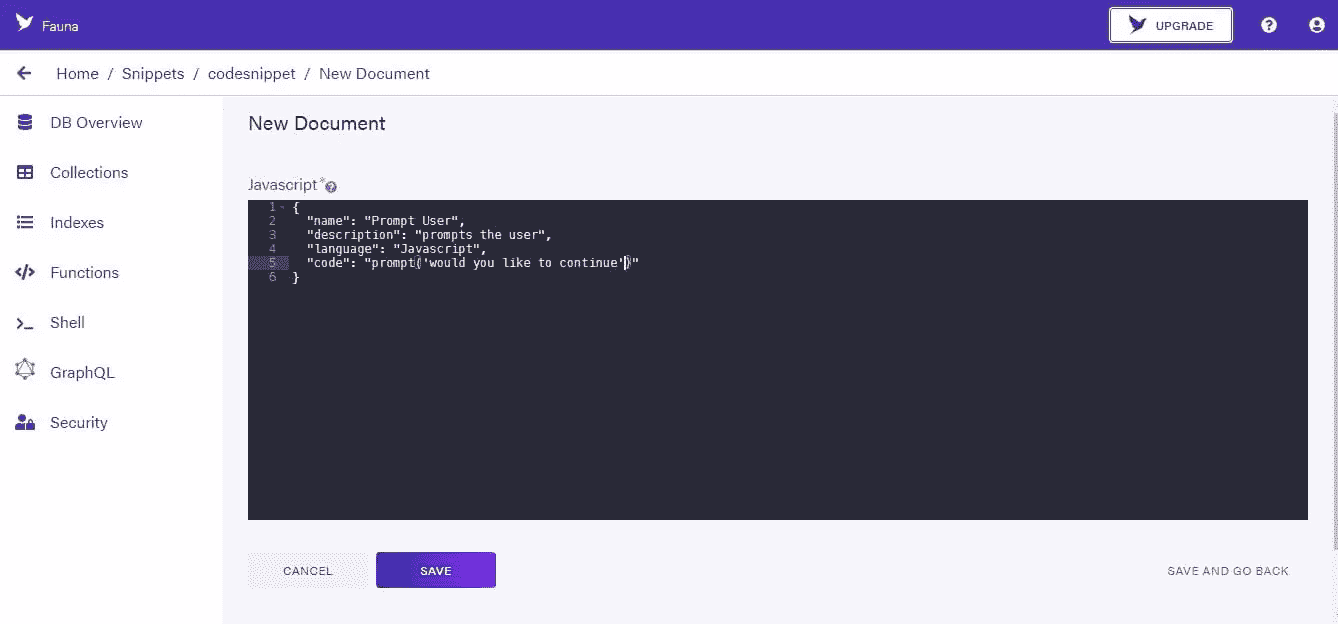 Fauna
UPGRADE
Home / Snippets / codesnippet / New Document
DB Overview
Collections
Indexes
Functions
Shell
GraphQL
Security
New Document
Javascript *
1 {
2 "name": "Prompt User",
3 "description": "prompts the user",
4 "language": "Javascript",
5 "code": "prompt('would you like to continue')"
6 }
CANCEL
SAVE
SAVE AND GO BACK